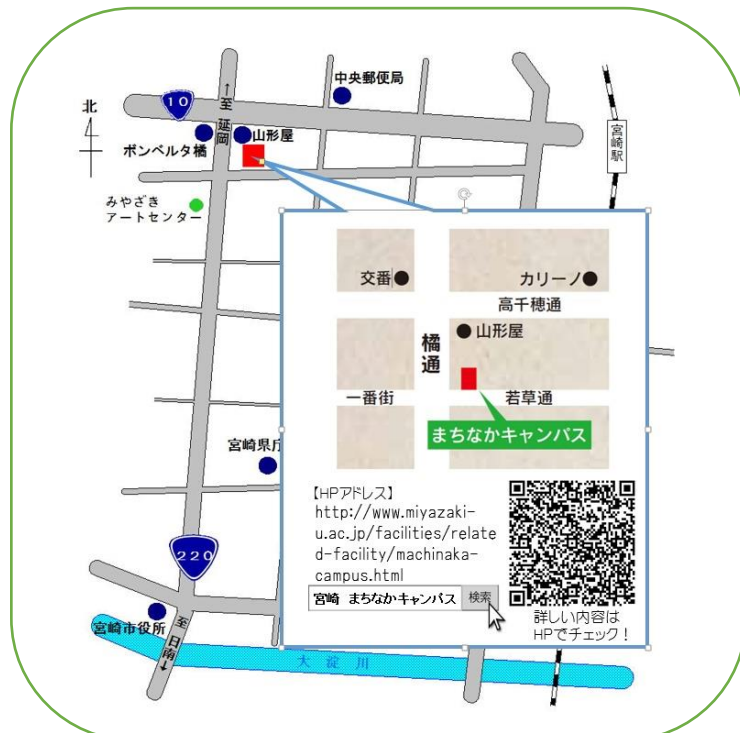 中央郵便局
10
北
↑至 延岡
ボンベルタ橘
山形屋
宮崎駅
みやざき
アートセンター
交番
カリーノ
高千穂通
山形屋
橘通
一番街
若草通
まちなかキャンパス
宮崎県庁
【HPアドレス】
http://www.miyazaki-
u.ac.jp/facilities/relate
d-facility/machinaka-
campus.html
宮崎 まちなかキャンパス 検索
詳しい内容は
HPでチェック！
220
宮崎市役所
至 日南↓
大淀川